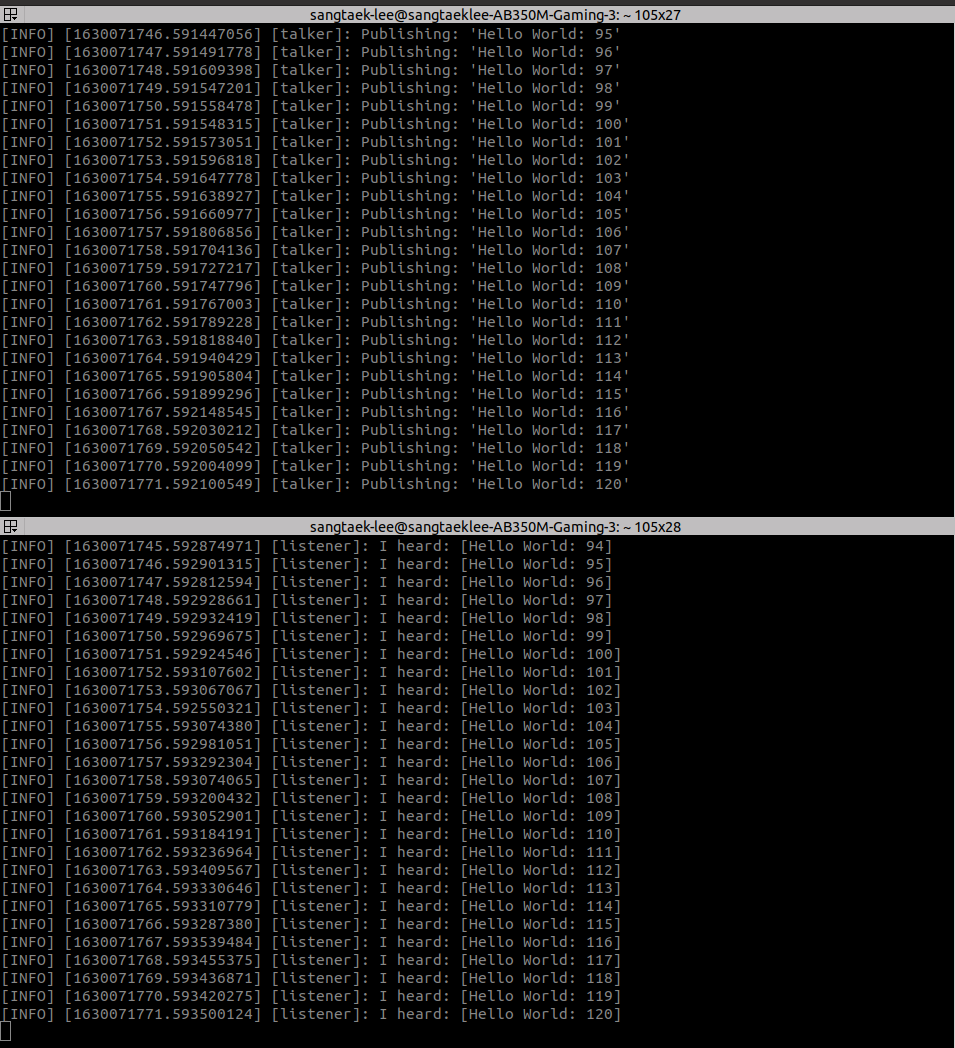 sangtaek-lee@sangtaeklee-AB350M-Gaming-3: ~ 105x27
[INFO] [1630071746.591447056] [talker]: Publishing: 'Hello World: 95'
[INFO] [1630071747.591491778] [talker]: Publishing: 'Hello World: 96'
[INFO] [1630071748.591609398] [talker]: Publishing: 'Hello World: 97'
[INFO] [1630071749.591547201] [talker]: Publishing: 'Hello World: 98'
[INFO] [1630071750.591558478] [talker]: Publishing: 'Hello World: 99'
[INFO] [1630071751.591548315] [talker]: Publishing: 'Hello World: 100'
[INFO] [1630071752.591573051] [talker]: Publishing: 'Hello World: 101'
[INFO] [1630071753.591596818] [talker]: Publishing: 'Hello World: 102'
[INFO] [1630071754.591647778] [talker]: Publishing: 'Hello World: 103'
[INFO] [1630071755.591638927] [talker]: Publishing: 'Hello World: 104'
[INFO] [1630071756.591660977] [talker]: Publishing: 'Hello World: 105'
[INFO] [1630071757.591806856] [talker]: Publishing: 'Hello World: 106'
[INFO] [1630071758.591704136] [talker]: Publishing: 'Hello World: 107'
[INFO] [1630071759.591727217] [talker]: Publishing: 'Hello World: 108'
[INFO] [1630071760.591747796] [talker]: Publishing: 'Hello World: 109'
[INFO] [1630071761.591767003] [talker]: Publishing: 'Hello World: 110'
[INFO] [1630071762.591789228] [talker]: Publishing: 'Hello World: 111'
[INFO] [1630071763.591818840] [talker]: Publishing: 'Hello World: 112'
[INFO] [1630071764.591940429] [talker]: Publishing: 'Hello World: 113'
[INFO] [1630071765.591905804] [talker]: Publishing: 'Hello World: 114'
[INFO] [1630071766.591899296] [talker]: Publishing: 'Hello World: 115'
[INFO] [1630071767.592148545] [talker]: Publishing: 'Hello World: 116'
[INFO] [1630071768.592030212] [talker]: Publishing: 'Hello World: 117'
[INFO] [1630071769.592050542] [talker]: Publishing: 'Hello World: 118'
[INFO] [1630071770.592004099] [talker]: Publishing: 'Hello World: 119'
[INFO] [1630071771.592100549] [talker]: Publishing: 'Hello World: 120'
sangtaek-lee@sangtaeklee-AB350M-Gaming-3: ~ 105x28
[INFO] [1630071745.592874971] [listener]: I heard: [Hello World: 94]
[INFO] [1630071746.592901315] [listener]: I heard: [Hello World: 95]
[INFO] [1630071747.592812594] [listener]: I heard: [Hello World: 96]
[INFO] [1630071748.592928661] [listener]: I heard: [Hello World: 97]
[INFO] [1630071749.592932419] [listener]: I heard: [Hello World: 98]
[INFO] [1630071750.592969675] [listener]: I heard: [Hello World: 99]
[INFO] [1630071751.592924546] [listener]: I heard: [Hello World: 100]
[INFO] [1630071752.593107602] [listener]: I heard: [Hello World: 101]
[INFO] [1630071753.593067067] [listener]: I heard: [Hello World: 102]
[INFO] [1630071754.592550321] [listener]: I heard: [Hello World: 103]
[INFO] [1630071755.593074380] [listener]: I heard: [Hello World: 104]
[INFO] [1630071756.592981051] [listener]: I heard: [Hello World: 105]
[INFO] [1630071757.593292304] [listener]: I heard: [Hello World: 106]
[INFO] [1630071758.593074065] [listener]: I heard: [Hello World: 107]
[INFO] [1630071759.593200432] [listener]: I heard: [Hello World: 108]
[INFO] [1630071760.593052901] [listener]: I heard: [Hello World: 109]
[INFO] [1630071761.593184191] [listener]: I heard: [Hello World: 110]
[INFO] [1630071762.593236964] [listener]: I heard: [Hello World: 111]
[INFO] [1630071763.593409567] [listener]: I heard: [Hello World: 112]
[INFO] [1630071764.593330646] [listener]: I heard: [Hello World: 113]
[INFO] [1630071765.593310779] [listener]: I heard: [Hello World: 114]
[INFO] [1630071766.593287380] [listener]: I heard: [Hello World: 115]
[INFO] [1630071767.593539484] [listener]: I heard: [Hello World: 116]
[INFO] [1630071768.593455375] [listener]: I heard: [Hello World: 117]
[INFO] [1630071769.593436871] [listener]: I heard: [Hello World: 118]
[INFO] [1630071770.593420275] [listener]: I heard: [Hello World: 119]
[INFO] [1630071771.593500124] [listener]: I heard: [Hello World: 120]